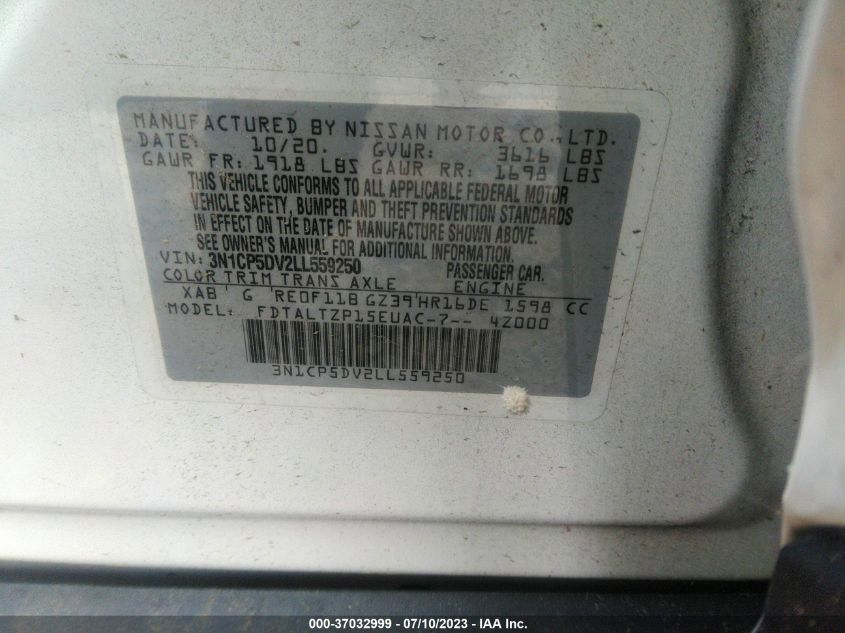 MANUFACTURED BY NISSAN MOTOR CO., LTD.
DATE: 10/20. GVWR: 3616 LBS
GAWR FR: 1918 LBS GAWR RR: 1698 LBS
THIS VEHICLE CONFORMS TO ALL APPLICABLE FEDERAL MOTOR
VEHICLE SAFETY, BUMPER AND THEFT PREVENTION STANDARDS
IN EFFECT ON THE DATE OF MANUFACTURE SHOWN ABOVE.
SEE OWNER'S MANUAL FOR ADDITIONAL INFORMATION.
VIN: 3N1CP5DV2LL559250 PASSENGER CAR.
COLOR TRIM TRANS AXLE ENGINE
XAB G RE0F11B GZ39 HR16DE 1598 CC
MODEL: FDTALTZP15EUAC-7-- 4Z000
3N1CP5DV2LL559250
000-37032999 — 07/10/2023 — IAA Inc.